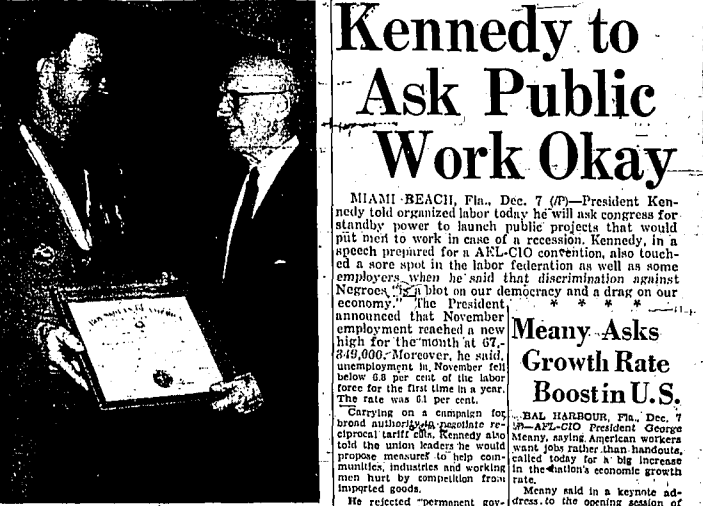 BOY SCOUTS OF AMERICA
Kennedy to
Ask Public
Work Okay
MIAMI BEACH, Fla., Dec. 7 (/P)—President Ken-
nedy told organized labor today he will ask congress for
standby power to launch public projects that would
put men to work in case of a recession. Kennedy, in a
speech prepared for a AFL-CIO convention, also touch-
ed a sore spot in the labor federation as well as some
employers when he said that discrimination against
Negroes "is a blot on our democracy and a drag on our
economy." The President
announced that November
employment reached a new
high for the month at 67,-
349,000. Moreover, he said,
unemployment in November fell
below 6.8 per cent of the labor
force for the first time in a year.
The rate was 6.1 per cent.
Carrying on a campaign for
broad authority to negotiate re-
ciprocal tariff cuts, Kennedy also
told the union leaders he would
propose measures to help com-
munities, industries and working
men hurt by competition from
imported goods.
He rejected "permanent gov-
* * * *
Meany Asks
Growth Rate
Boost in U.S.
BAL HARBOUR, Fla., Dec. 7
/P—AFL-CIO President George
Meany, saying American workers
want jobs rather than handouts,
called today for a big increase
in the nation's economic growth
rate.
Meany said in a keynote ad-
dress to the opening session of